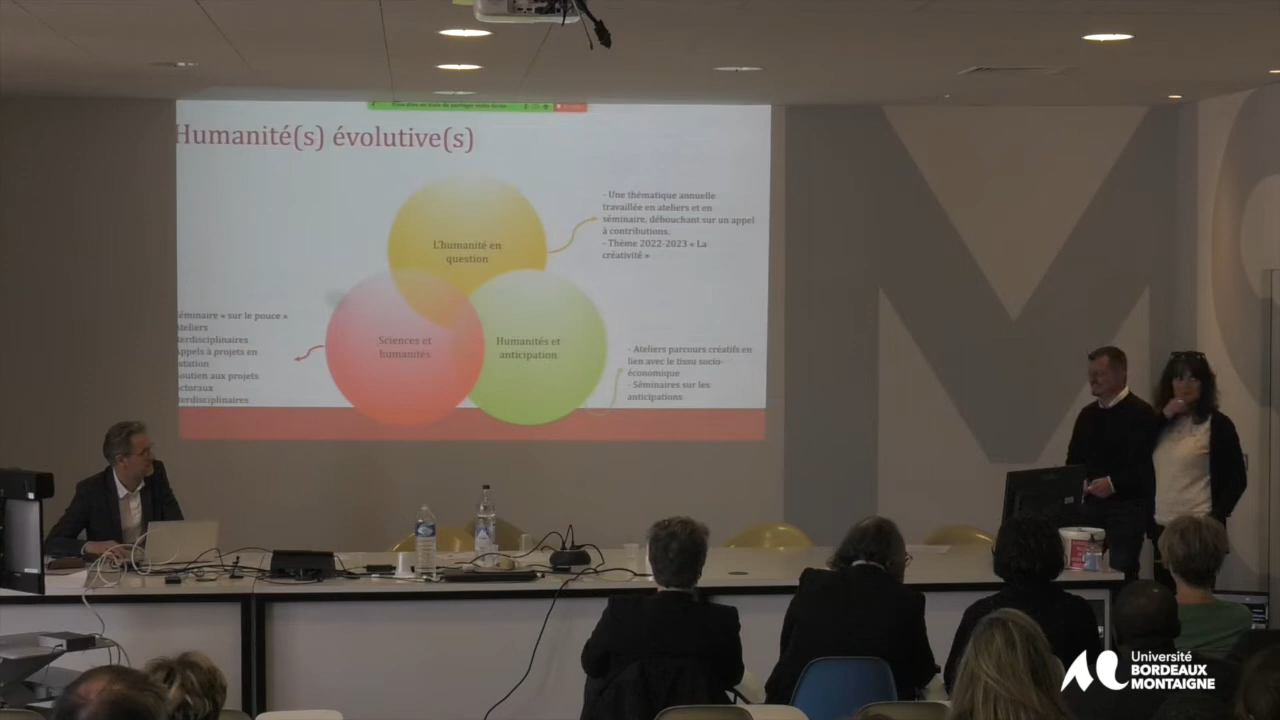 Humanité(s) évolutive(s)
L'humanité en
question
Sciences et
humanités
Humanités et
anticipation
- Une thématique annuelle
travaillée en ateliers et en
séminaire, débouchant sur un appel
à contributions.
- Thème 2022-2023 « La
créativité »
éminaire « sur le pouce »
teliers
terdisciplinaires
ppels à projets en
station
outien aux projets
ctoraux
terdisciplinaires
- Ateliers parcours créatifs en
lien avec le tissu socio-
économique
- Séminaires sur les
anticipations
Université
BORDEAUX
MONTAIGNE